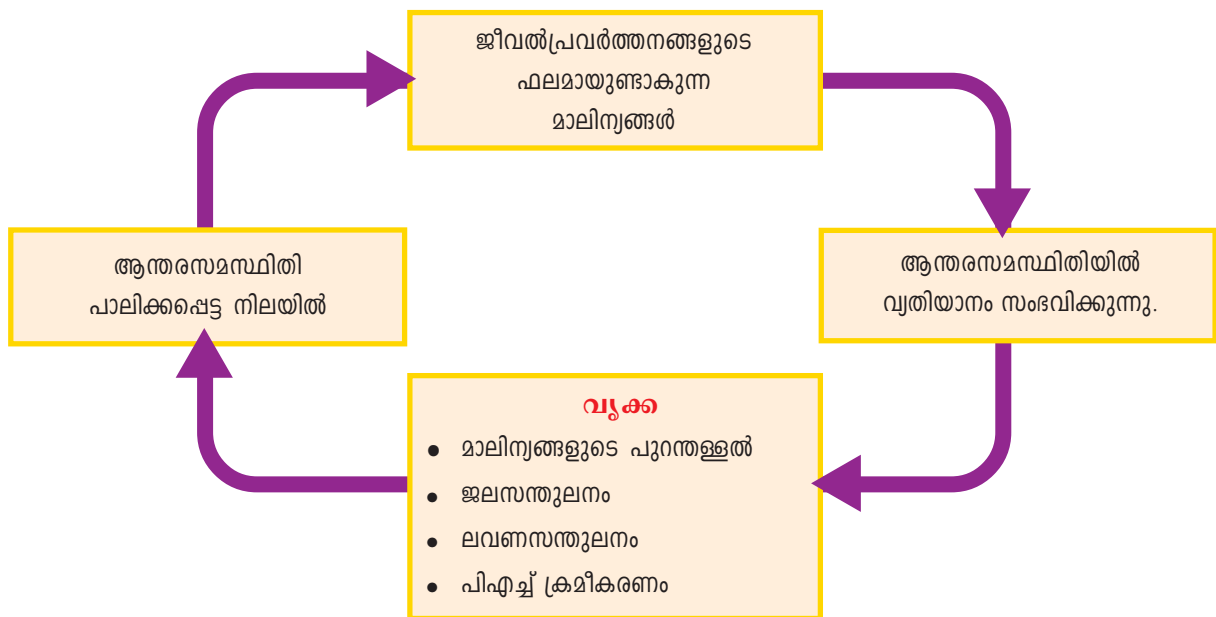 ജീവൽപ്രവർത്തനങ്ങളുടെ
ഫലമായുണ്ടാകുന്ന
മാലിന്യങ്ങൾ
ആന്തരസമസ്ഥിതി
പാലിക്കപ്പെട്ട നിലയിൽ
ആന്തരസമസ്ഥിതിയിൽ
വ്യതിയാനം സംഭവിക്കുന്നു.
വൃക്ക
● മാലിന്യങ്ങളുടെ പുറന്തള്ളൽ
● ജലസന്തുലനം
● ലവണസന്തുലനം
● പിഎച്ച് ക്രമീകരണം